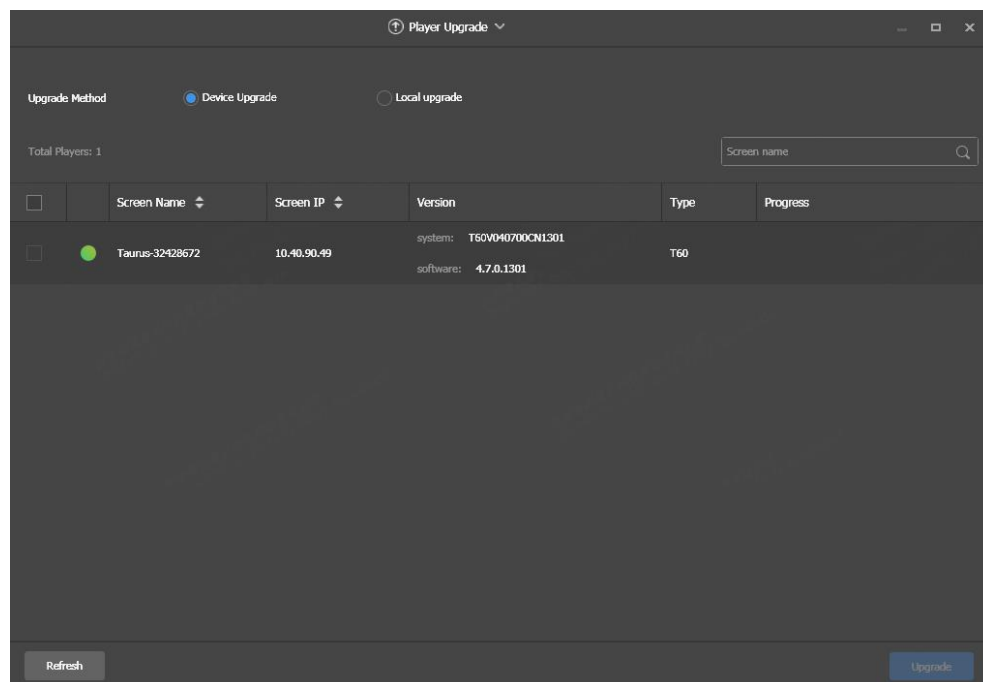 Player Upgrade
Upgrade Method Device Upgrade Local upgrade
Total Players: 1 Screen name
Screen Name Screen IP Version Type Progress
system: T60V040700CN1301
Taurus-32428672 10.40.90.49 T60
software: 4.7.0.1301
Refresh Upgrade